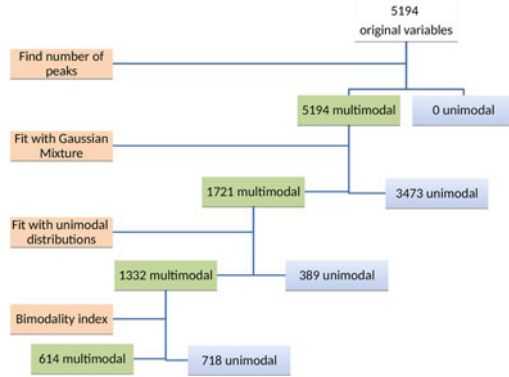 5194
original variables
Find number of
peaks
5194 multimodal
0 unimodal
Fit with Gaussian
Mixture
1721 multimodal
3473 unimodal
Fit with unimodal
distributions
1332 multimodal
389 unimodal
Bimodality index
614 multimodal
718 unimodal